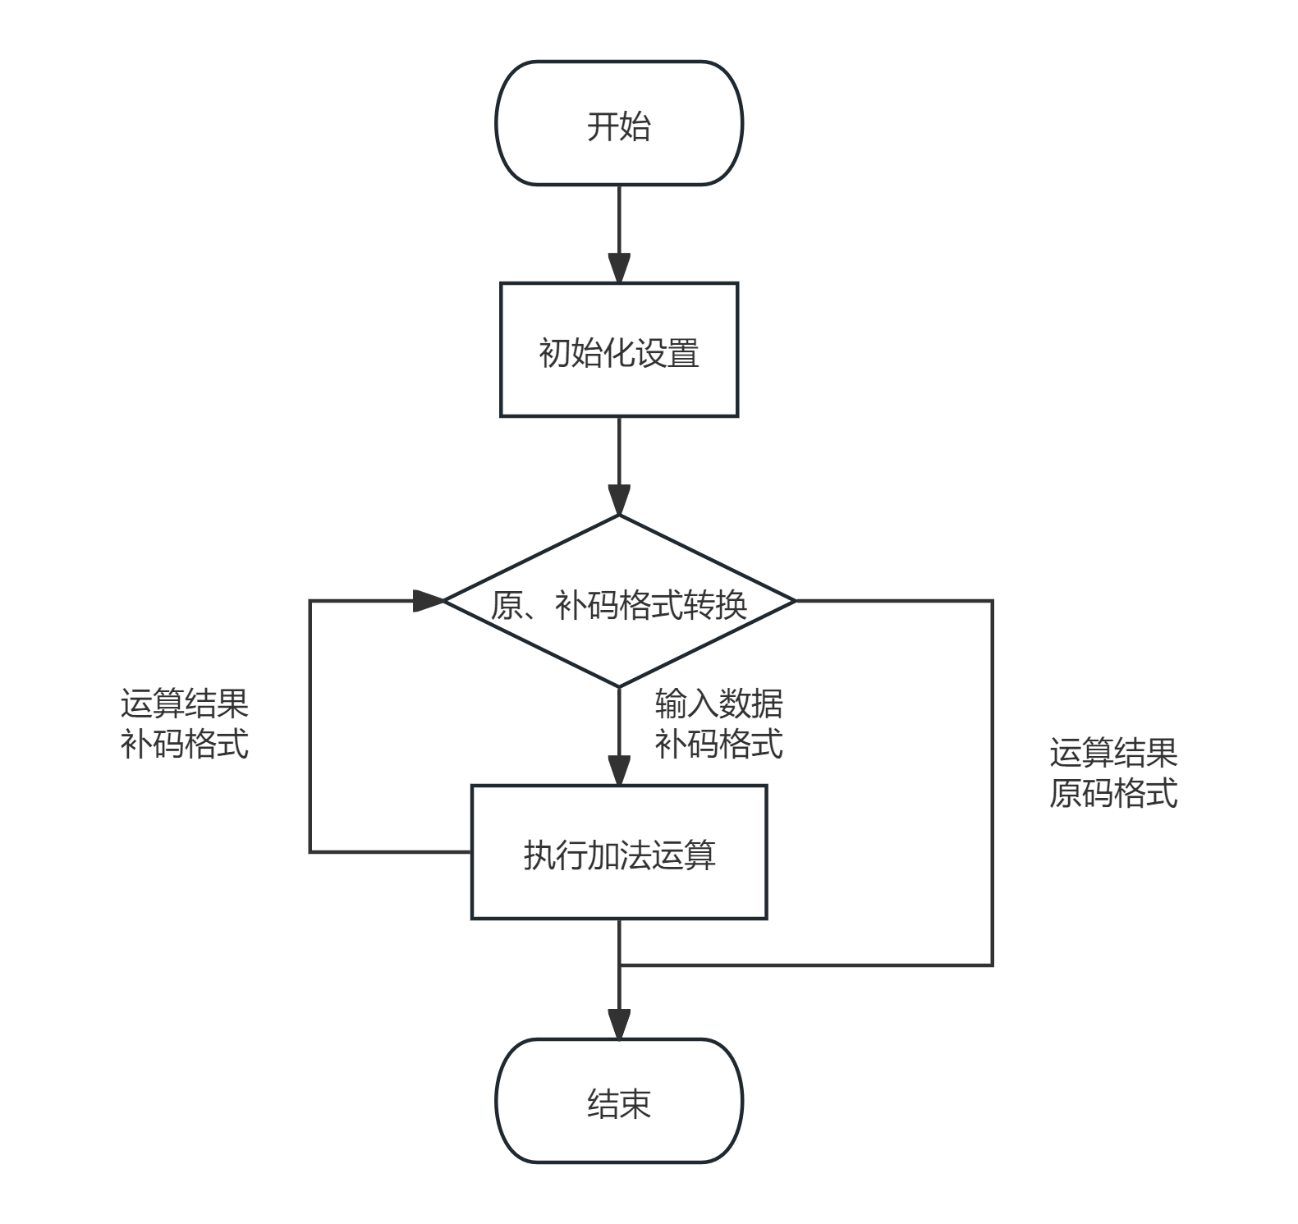 开始
初始化设置
原、补码格式转换
运算结果
补码格式
输入数据
补码格式
运算结果
原码格式
执行加法运算
结束